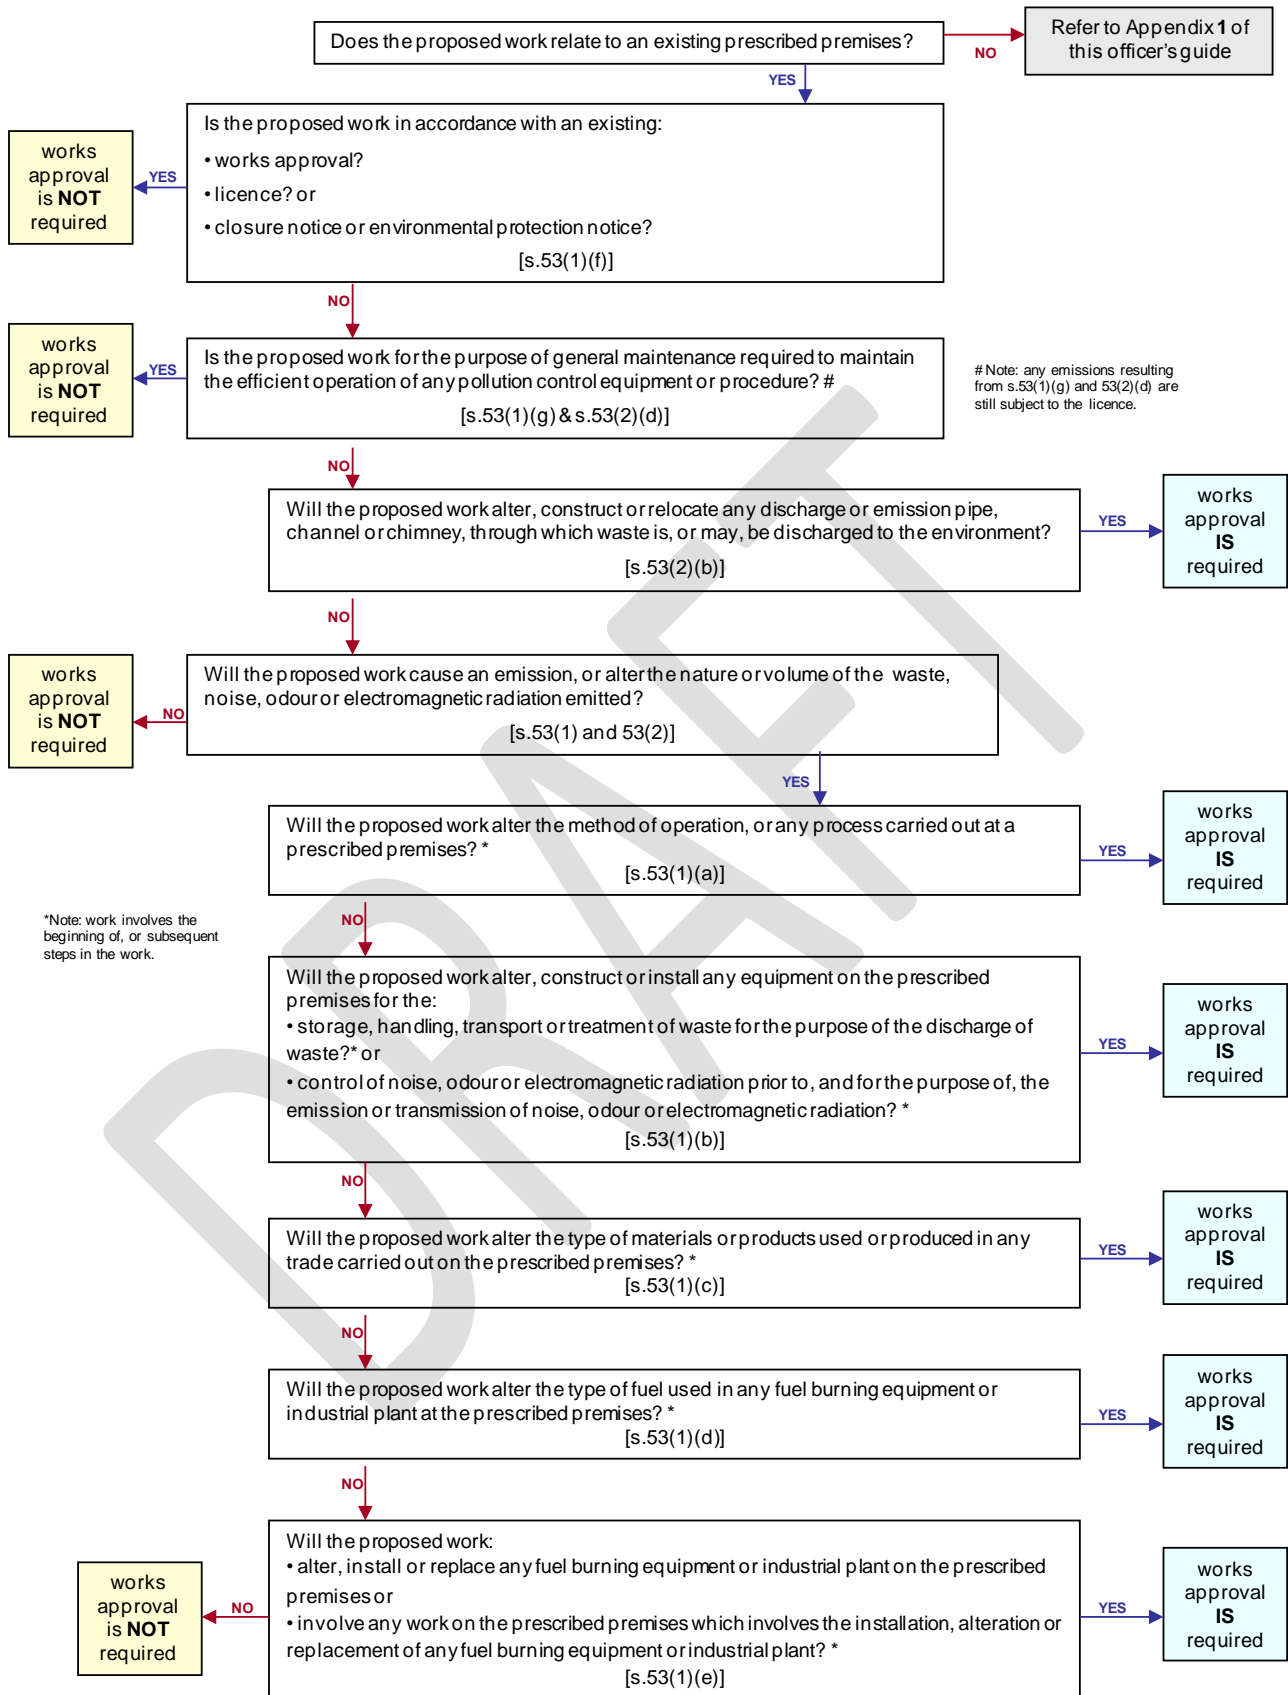 Does the proposed work relate to an existing prescribed premises?
NO
Refer to Appendix 1 of
this officer's guide
YES
Is the proposed work in accordance with an existing:
• works approval?
• licence? or
• closure notice or environmental protection notice?
[s.53(1)(f)]
YES
works
approval
is NOT
required
NO
Is the proposed work for the purpose of general maintenance required to maintain
the efficient operation of any pollution control equipment or procedure? #
[s.53(1)(g) & s.53(2)(d)]
YES
works
approval
is NOT
required
# Note: any emissions resulting
from s.53(1)(g) and 53(2)(d) are
still subject to the licence.
NO
Will the proposed work alter, construct or relocate any discharge or emission pipe,
channel or chimney, through which waste is, or may, be discharged to the environment?
[s.53(2)(b)]
YES
works
approval
IS
required
NO
Will the proposed work cause an emission, or alter the nature or volume of the waste,
noise, odour or electromagnetic radiation emitted?
[s.53(1) and 53(2)]
NO
works
approval
is NOT
required
YES
Will the proposed work alter the method of operation, or any process carried out at a
prescribed premises? *
[s.53(1)(a)]
YES
works
approval
IS
required
*Note: work involves the
beginning of, or subsequent
steps in the work.
NO
Will the proposed work alter, construct or install any equipment on the prescribed
premises for the:
• storage, handling, transport or treatment of waste for the purpose of the discharge of
waste?* or
• control of noise, odour or electromagnetic radiation prior to, and for the purpose of, the
emission or transmission of noise, odour or electromagnetic radiation? *
[s.53(1)(b)]
YES
works
approval
IS
required
NO
Will the proposed work alter the type of materials or products used or produced in any
trade carried out on the prescribed premises? *
[s.53(1)(c)]
YES
works
approval
IS
required
NO
Will the proposed work alter the type of fuel used in any fuel burning equipment or
industrial plant at the prescribed premises? *
[s.53(1)(d)]
YES
works
approval
IS
required
NO
Will the proposed work:
• alter, install or replace any fuel burning equipment or industrial plant on the prescribed
premises or
• involve any work on the prescribed premises which involves the installation, alteration or
replacement of any fuel burning equipment or industrial plant? *
[s.53(1)(e)]
NO
works
approval
is NOT
required
YES
works
approval
IS
required
DRAFT